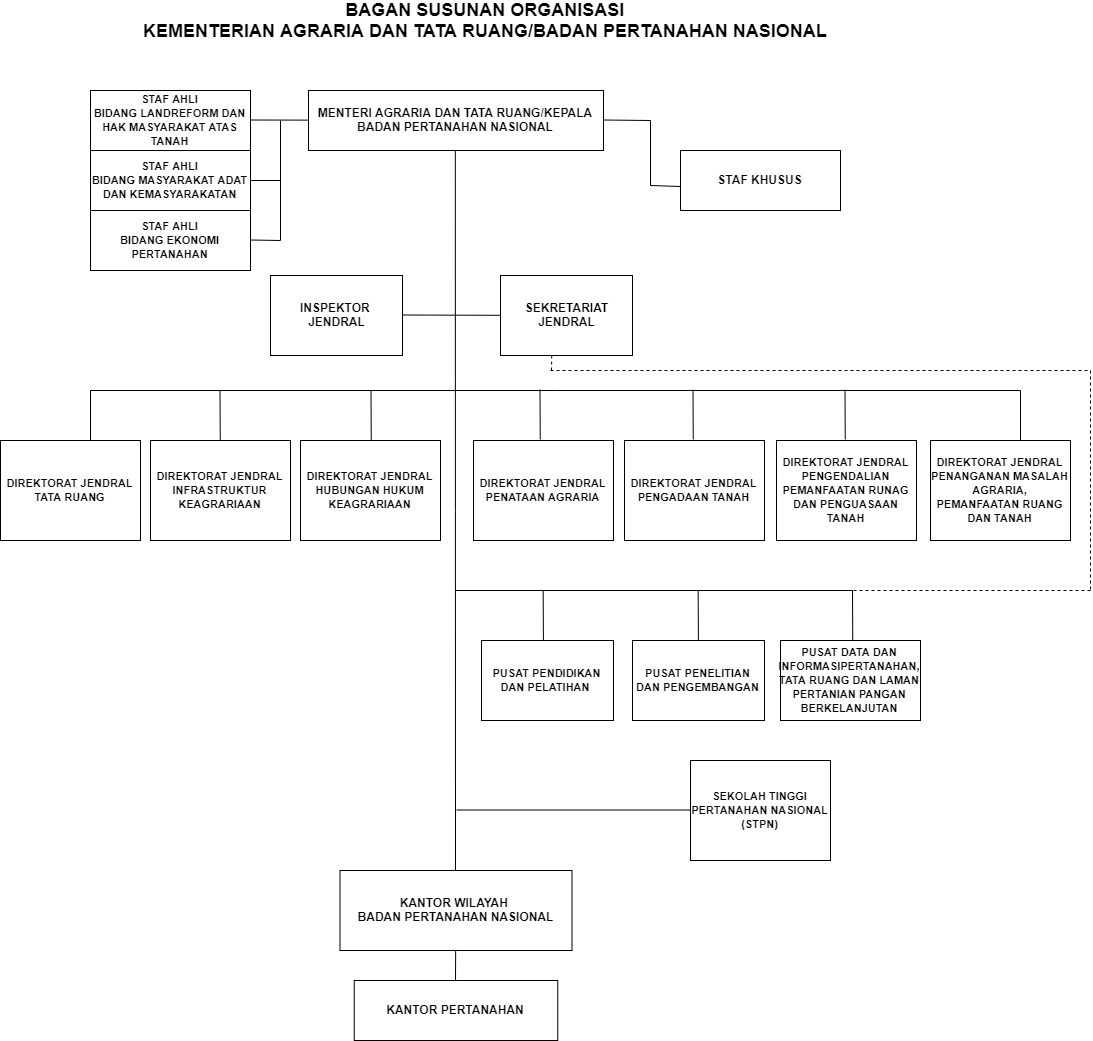 BAGAN SUSUNAN ORGANISASI
KEMENTERIAN AGRARIA DAN TATA RUANG/BADAN PERTANAHAN NASIONAL
STAF AHLI
BIDANG LANDREFORM DAN
HAK MASYARAKAT ATAS
TANAH
MENTERI AGRARIA DAN TATA RUANG/KEPALA
BADAN PERTANAHAN NASIONAL
STAF AHLI
BIDANG MASYARAKAT ADAT
DAN KEMASYARAKATAN
STAF KHUSUS
STAF AHLI
BIDANG EKONOMI
PERTANAHAN
INSPEKTOR
JENDRAL
SEKRETARIAT
JENDRAL
DIREKTORAT JENDRAL
TATA RUANG
DIREKTORAT JENDRAL
INFRASTRUKTUR
KEAGRARIAAN
DIREKTORAT JENDRAL
HUBUNGAN HUKUM
KEAGRARIAAN
DIREKTORAT JENDRAL
PENATAAN AGRARIA
DIREKTORAT JENDRAL
PENGADAAN TANAH
DIREKTORAT JENDRAL
PENGENDALIAN
PEMANFAATAN RUNAG
DAN PENGUASAAN
TANAH
DIREKTORAT JENDRAL
PENANGANAN MASALAH
AGRARIA,
PEMANFAATAN RUANG
DAN TANAH
PUSAT PENDIDIKAN
DAN PELATIHAN
PUSAT PENELITIAN
DAN PENGEMBANGAN
PUSAT DATA DAN
INFORMASIPERTANAHAN,
TATA RUANG DAN LAMAN
PERTANIAN PANGAN
BERKELANJUTAN
SEKOLAH TINGGI
PERTANAHAN NASIONAL
(STPN)
KANTOR WILAYAH
BADAN PERTANAHAN NASIONAL
KANTOR PERTANAHAN